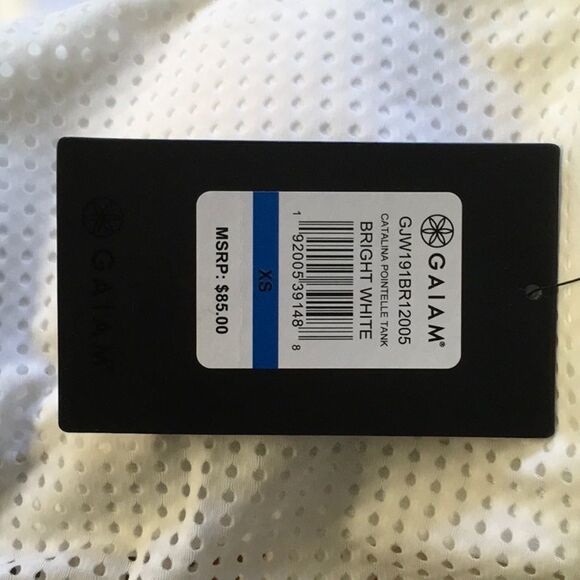 GAIAM®
GJW191BR12005
CATALINA POINTELLE TANK
BRIGHT WHITE
1 92005 39148 8
XS
MSRP: $85.00
GAIAM